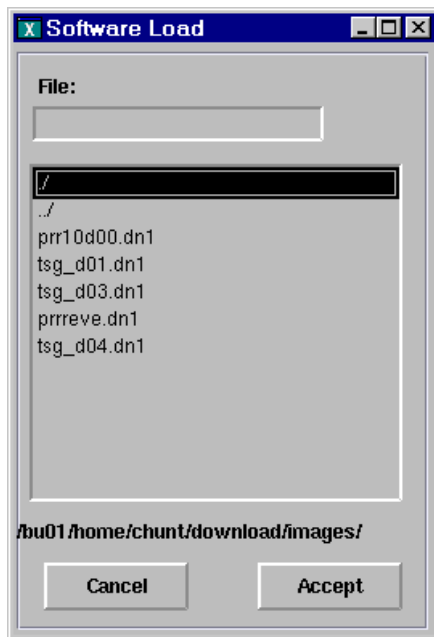 X Software Load
File:
./
../
prr10d00.dn1
tsg_d01.dn1
tsg_d03.dn1
prrreve.dn1
tsg_d04.dn1
/bu01/home/chunt/download/images/
Cancel Accept